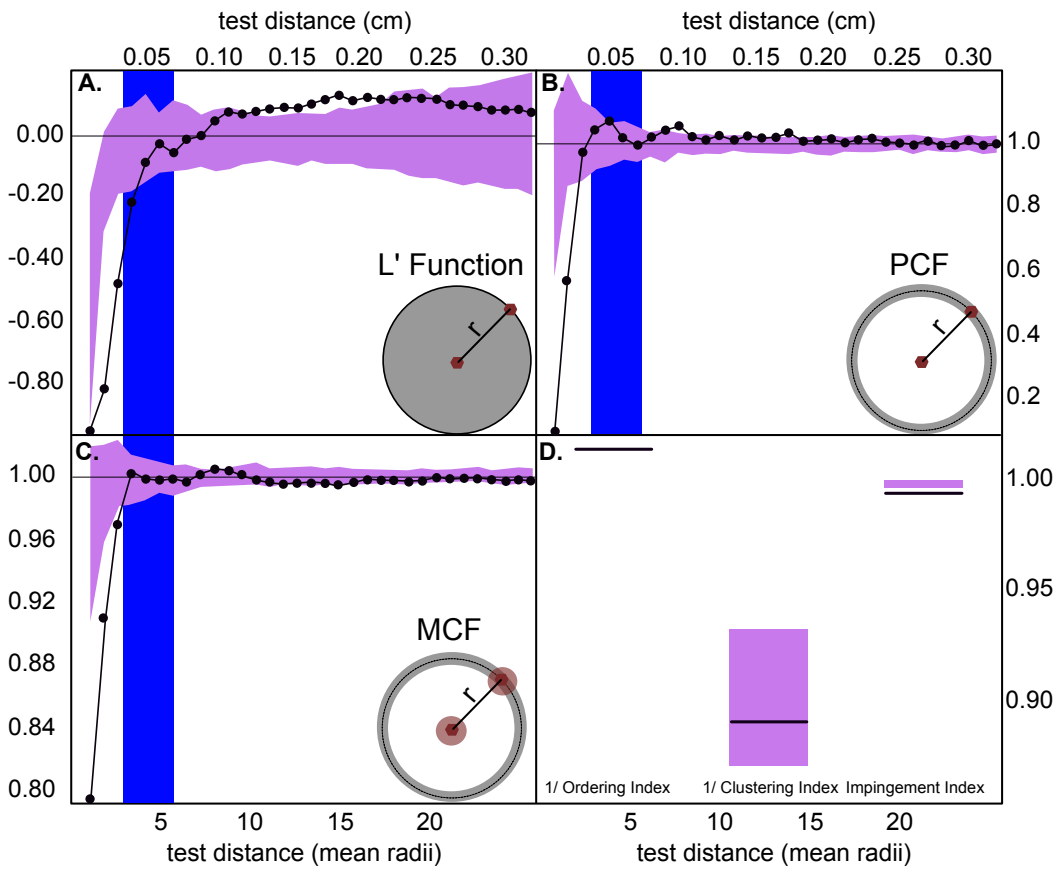 test distance (cm)
test distance (cm)
0.05
0.10
0.15
0.20
0.25
0.30
0.05
0.10
0.15
0.20
0.25
0.30
A.
0.00
-0.20
-0.40
-0.60
-0.80
L' Function
r
B.
1.0
0.8
0.6
0.4
0.2
PCF
r
C.
1.00
0.96
0.92
0.88
0.84
0.80
MCF
r
D.
1.00
0.95
0.90
1/ Ordering Index
1/ Clustering Index
Impingement Index
5
10
15
20
5
10
15
20
test distance (mean radii)
test distance (mean radii)